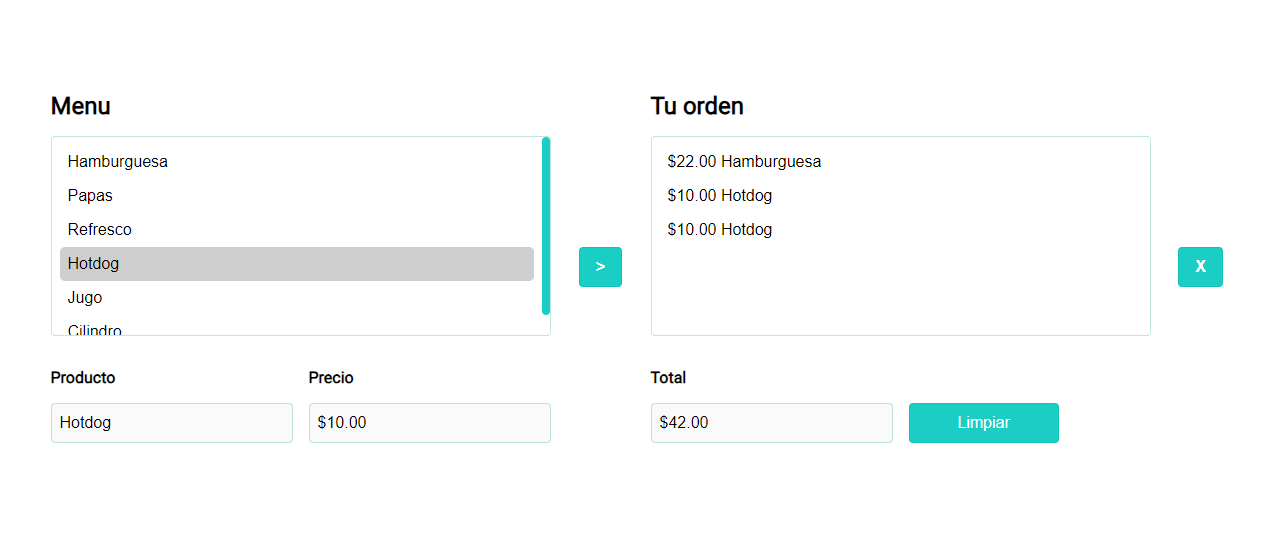 Menu
Hamburguesa
Papas
Refresco
Hotdog
Jugo
Cilindro
>
Producto
Hotdog
Precio
$10.00
Tu orden
$22.00 Hamburguesa
$10.00 Hotdog
$10.00 Hotdog
X
Total
$42.00
Limpiar